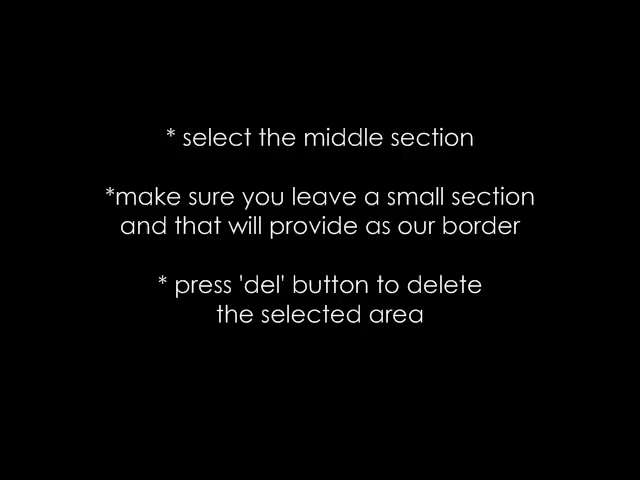 * select the middle section
*make sure you leave a small section
and that will provide as our border
* press 'del' button to delete
the selected area